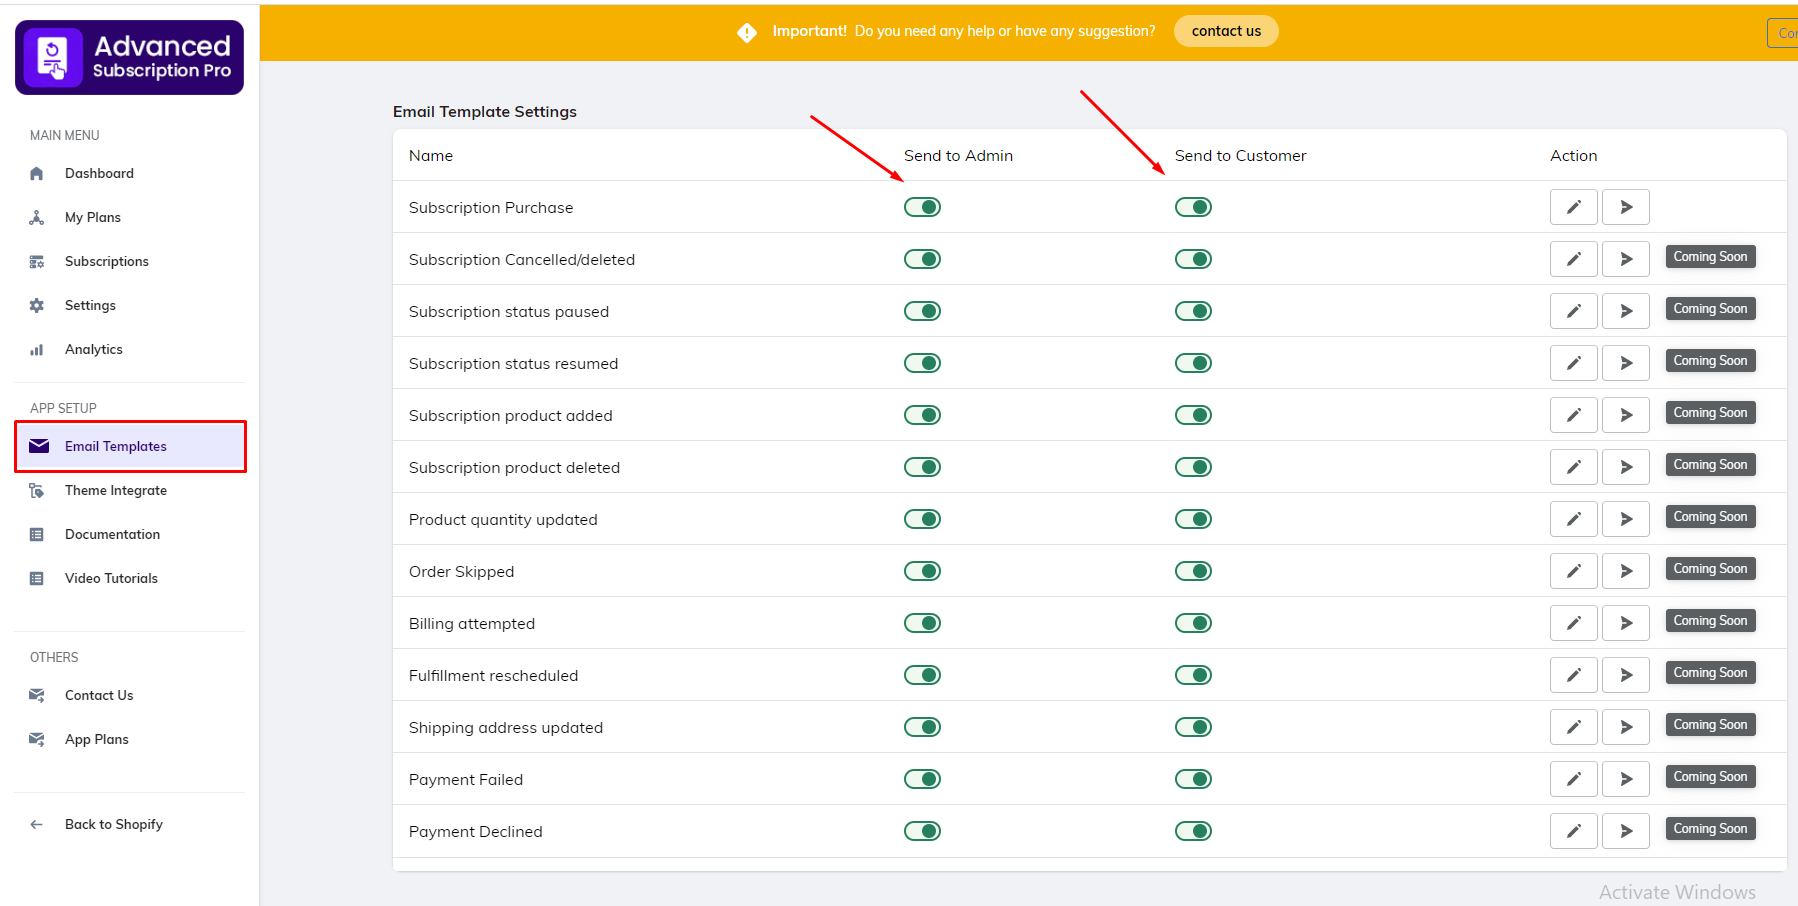 Advanced
Subscription Pro
Important! Do you need any help or have any suggestion? contact us
MAIN MENU
Dashboard
My Plans
Subscriptions
Settings
Analytics
APP SETUP
Email Templates
Theme Integrate
Documentation
Video Tutorials
OTHERS
Contact Us
App Plans
Back to Shopify
Email Template Settings
Name Send to Admin Send to Customer Action
Subscription Purchase
Subscription Cancelled/deleted Coming Soon
Subscription status paused Coming Soon
Subscription status resumed Coming Soon
Subscription product added Coming Soon
Subscription product deleted Coming Soon
Product quantity updated Coming Soon
Order Skipped Coming Soon
Billing attempted Coming Soon
Fulfillment rescheduled Coming Soon
Shipping address updated Coming Soon
Payment Failed Coming Soon
Payment Declined Coming Soon
Activate Windows